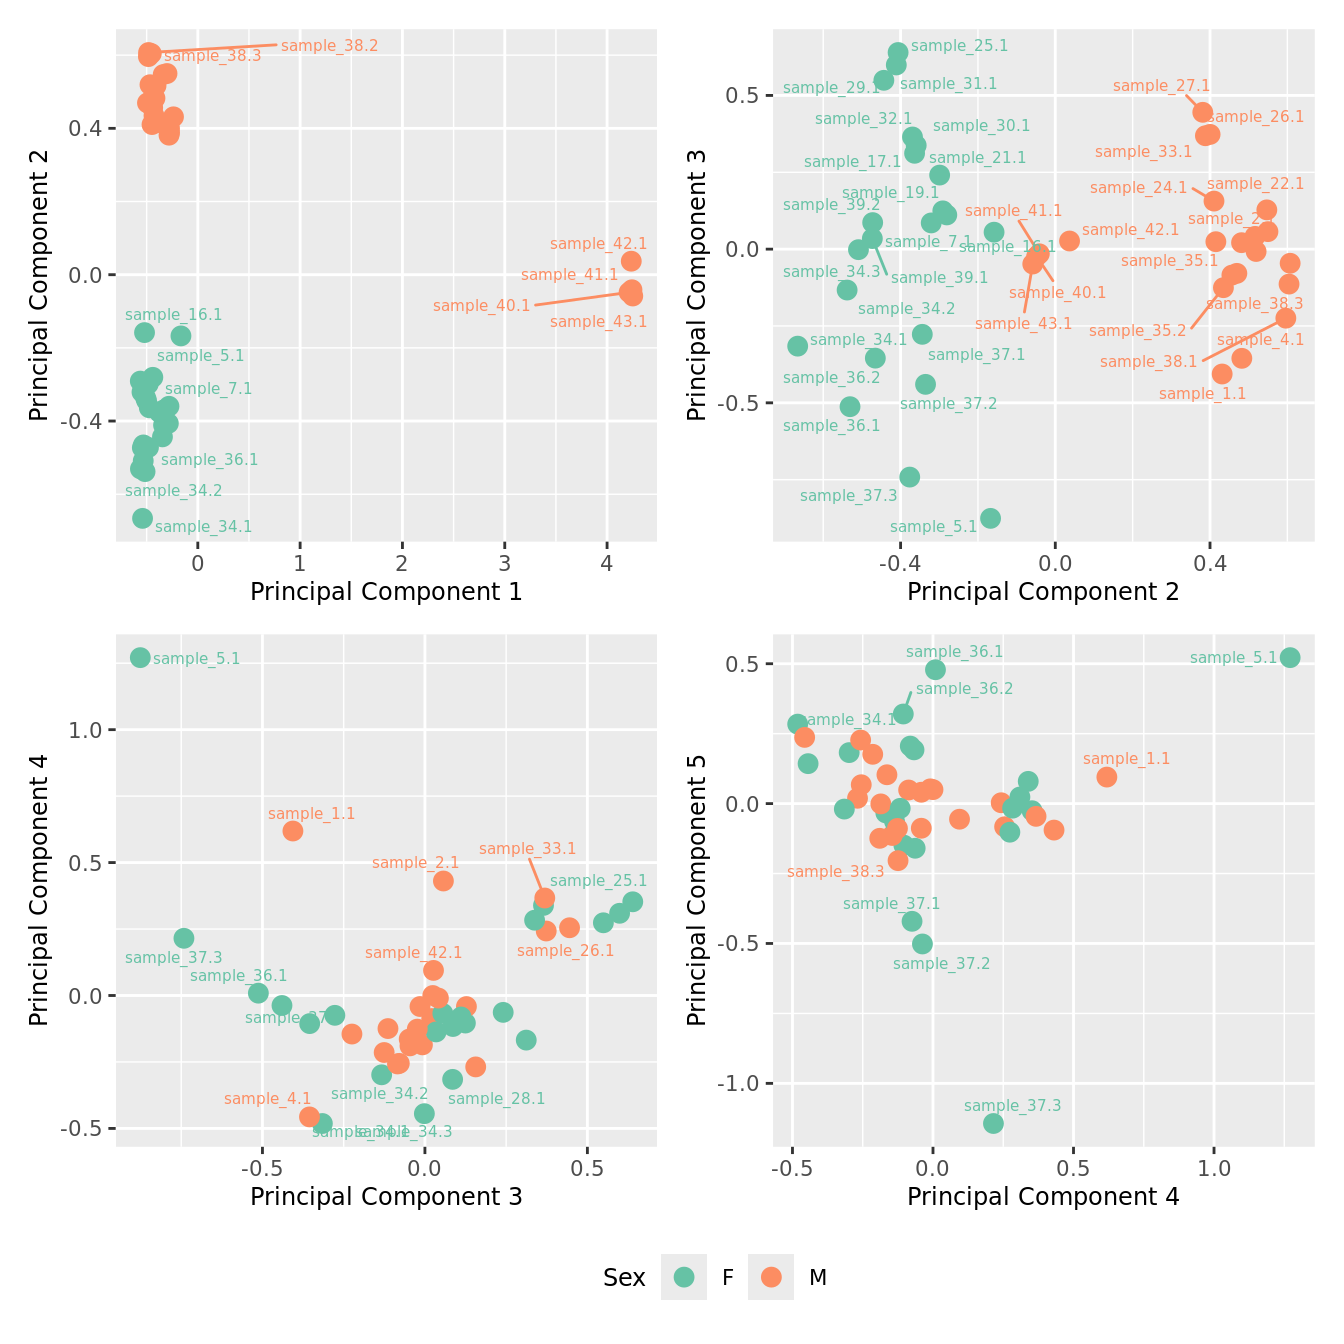 sample_38.2
sample_38.3
sample_42.1
sample_41.1
sample_40.1
sample_43.1
sample_16.1
sample_5.1
sample_7.1
sample_36.1
sample_34.2
sample_34.1
0.4
0.0
-0.4
0
1
2
3
4
Principal Component 1
Principal Component 2
sample_25.1
sample_29.1
sample_31.1
sample_27.1
sample_26.1
sample_32.1
sample_30.1
sample_33.1
sample_17.1
sample_21.1
sample_24.1
sample_22.1
sample_19.1
sample_39.2
sample_41.1
sample_7.1
sample_16.1
sample_42.1
sample_35.1
sample_34.3
sample_39.1
sample_40.1
sample_34.2
sample_43.1
sample_38.3
sample_35.2
sample_34.1
sample_4.1
sample_37.1
sample_38.1
sample_36.2
sample_1.1
sample_37.2
sample_36.1
sample_37.3
sample_5.1
0.5
0.0
-0.5
-0.4
0.0
0.4
Principal Component 2
Principal Component 3
sample_5.1
sample_1.1
sample_2.1
sample_33.1
sample_25.1
sample_26.1
sample_42.1
sample_37.3
sample_36.1
sample_34.2
sample_28.1
sample_4.1
sample_34.1
sample_34.3
1.0
0.5
0.0
-0.5
-0.5
0.0
0.5
Principal Component 3
Principal Component 4
sample_36.1
sample_5.1
sample_36.2
sample_34.1
sample_1.1
sample_38.3
sample_37.1
sample_37.2
sample_37.3
0.5
0.0
-0.5
-1.0
-0.5
0.0
0.5
1.0
Principal Component 4
Principal Component 5
Sex F M